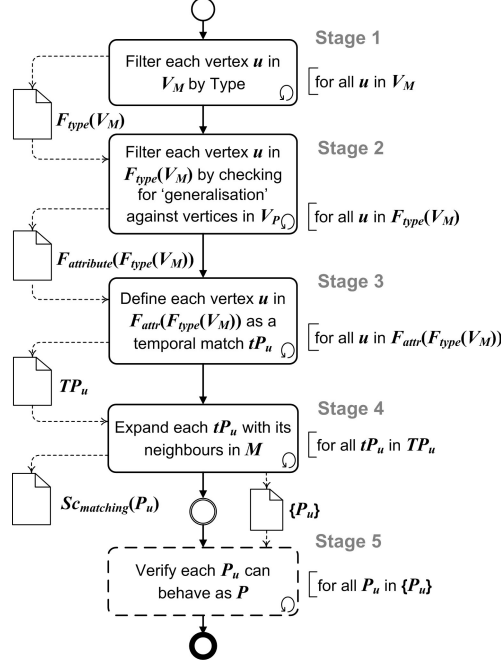 Stage 1
Filter each vertex u in
V_M by Type
for all u in V_M
F_type(V_M)
Stage 2
Filter each vertex u in
F_type(V_M) by checking
for ‘generalisation’
against vertices in V_P
for all u in F_type(V_M)
F_attribute(F_type(V_M))
Stage 3
Define each vertex u in
F_attr(F_type(V_M)) as a
temporal match tP_u
for all u in F_attr(F_type(V_M))
TP_u
Stage 4
Expand each tP_u with its
neighbours in M
for all tP_u in TP_u
Sc_matching(P_u)
{P_u}
Stage 5
Verify each P_u can
behave as P
for all P_u in {P_u}